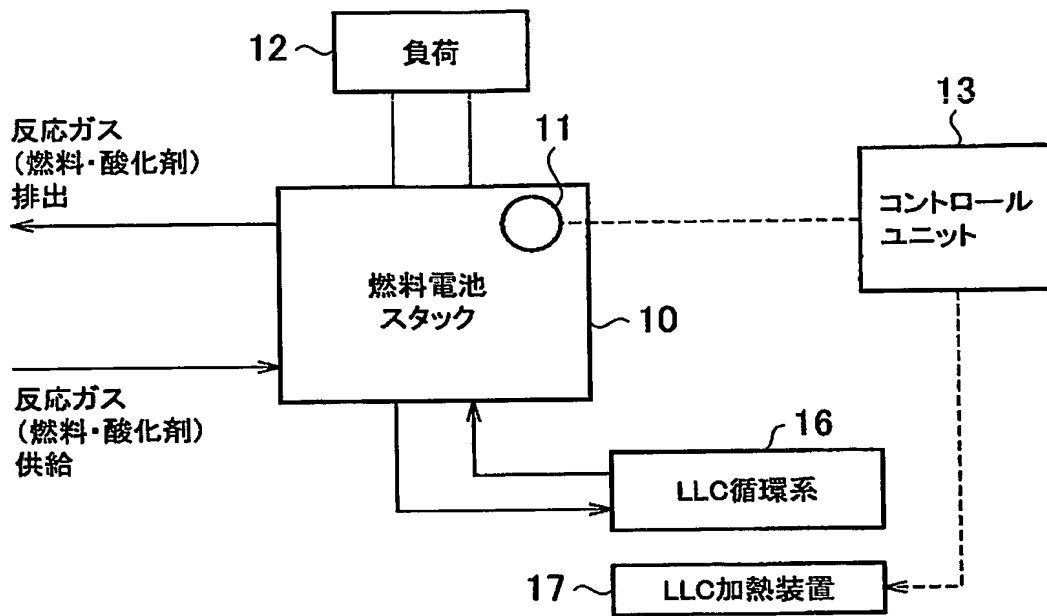 12
負荷
反応ガス
（燃料・酸化剤）
排出
11
13
コントロール
ユニット
燃料電池
スタック
10
反応ガス
（燃料・酸化剤）
供給
16
LLC循環系
17
LLC加熱装置